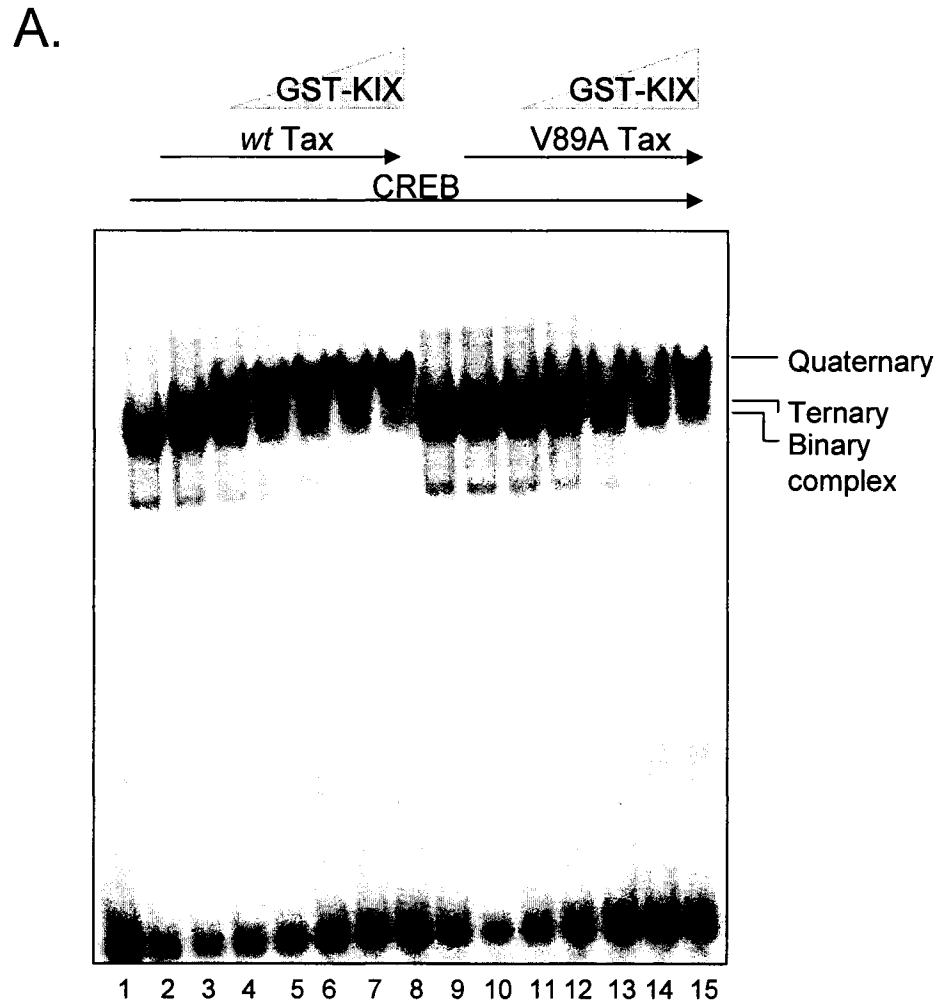 A.
GST-KIX GST-KIX
wt Tax V89A Tax
CREB
Quaternary
Ternary
Binary
complex
1 2 3 4 5 6 7 8 9 10 11 12 13 14 15